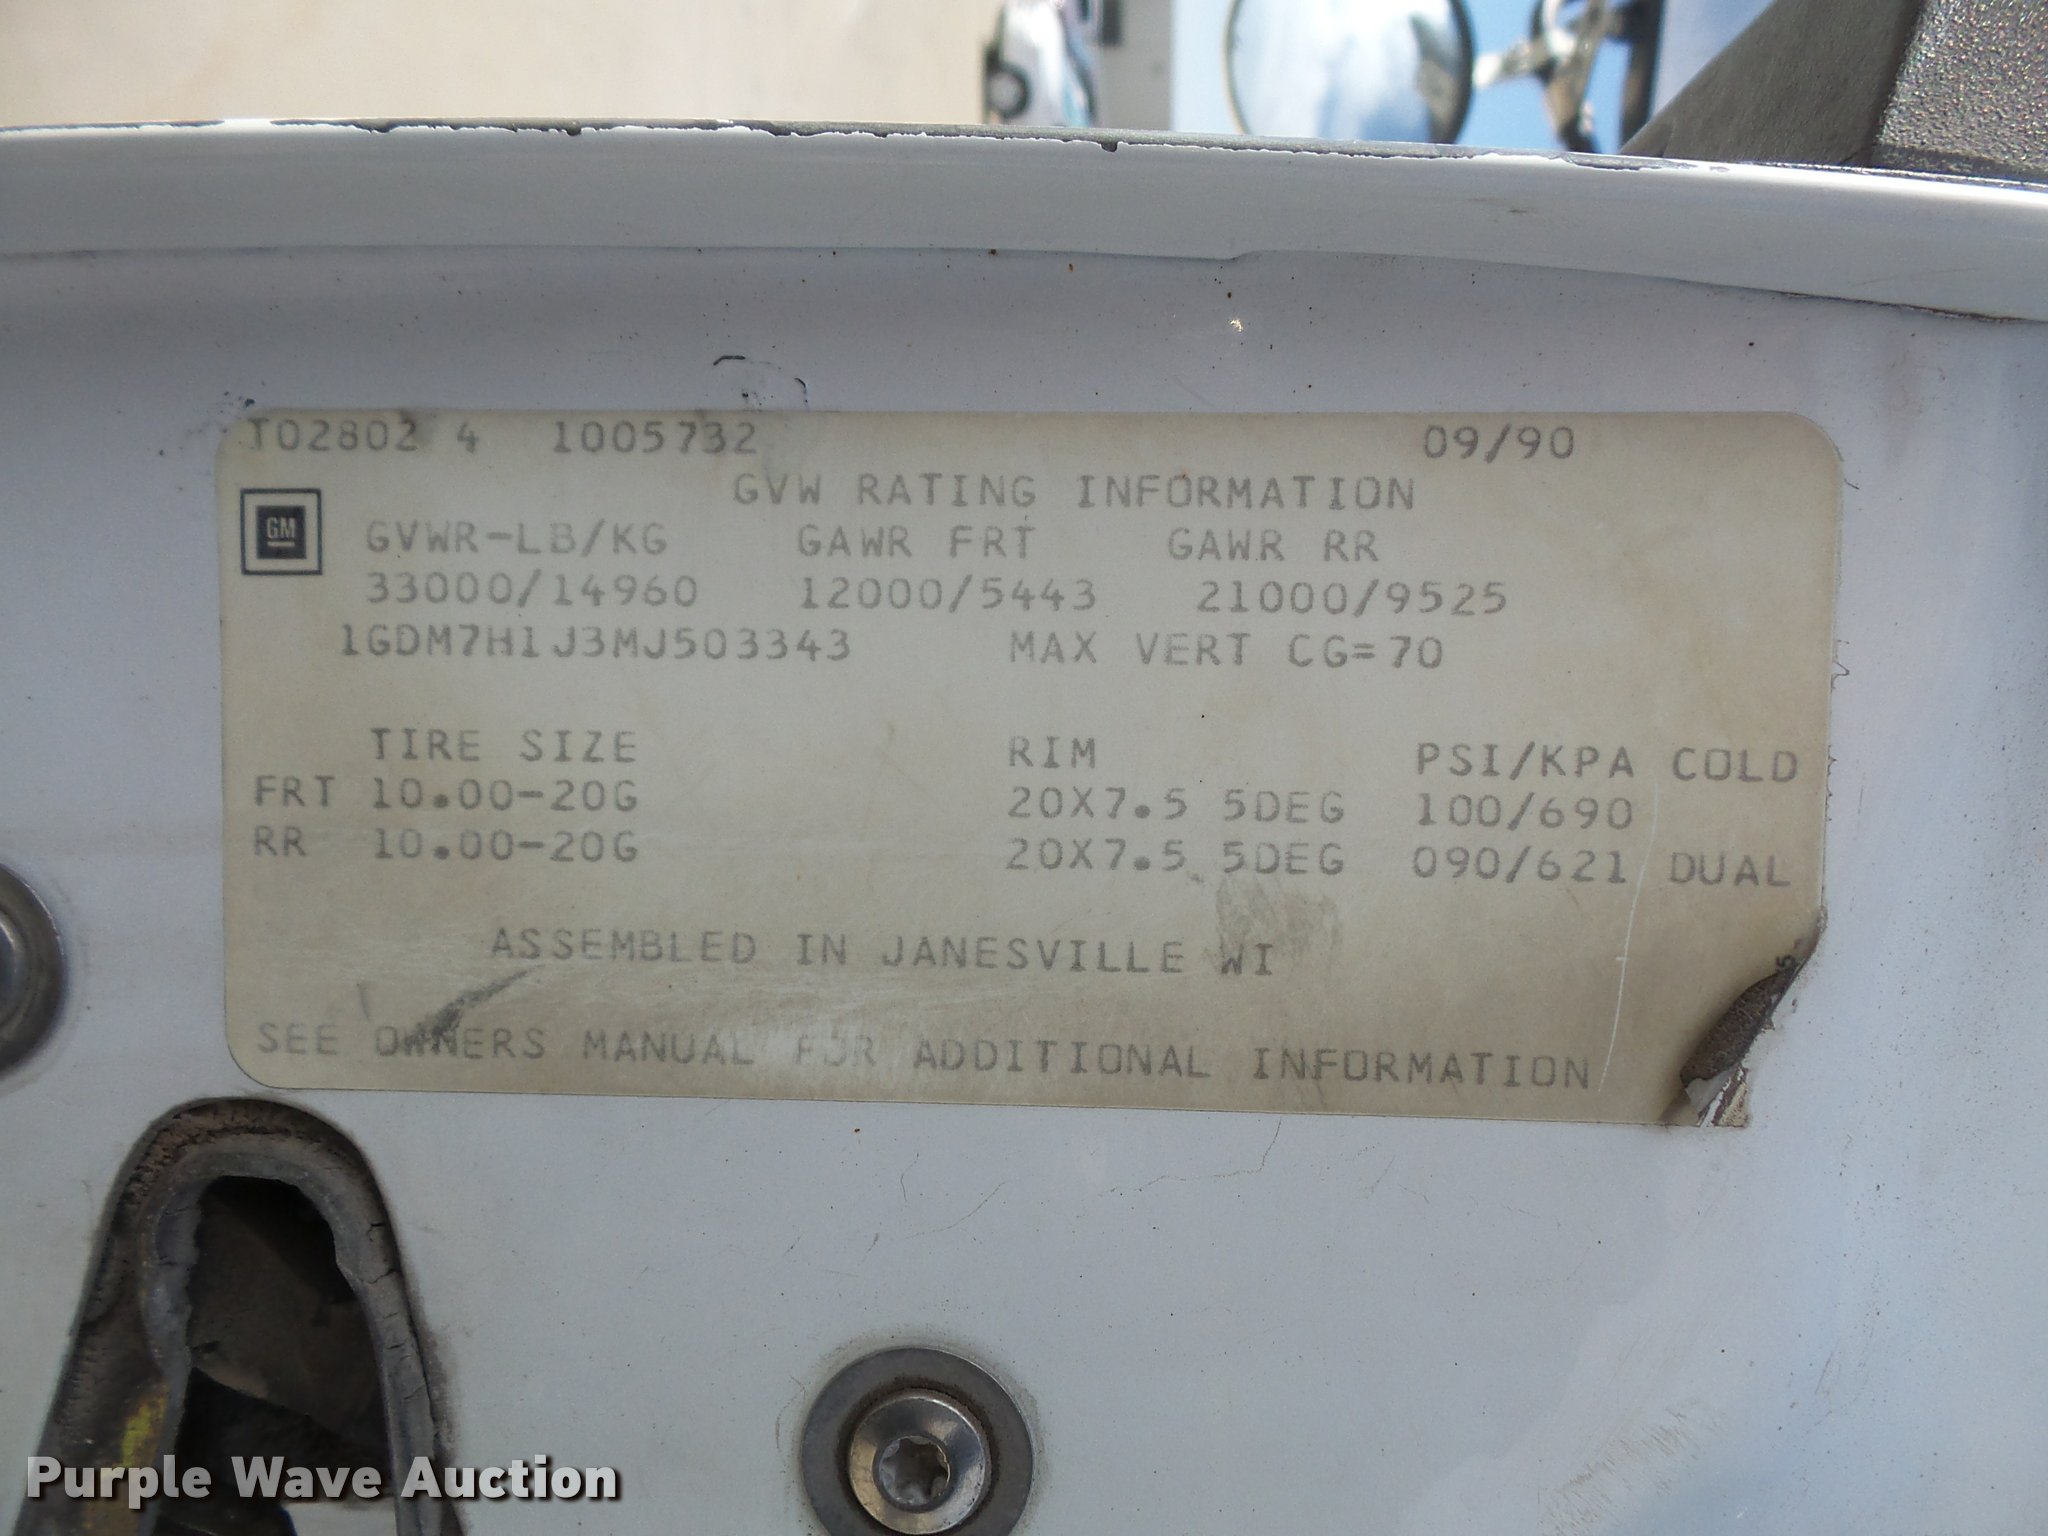 T02802 4 1005732 09/90
GVW RATING INFORMATION
GM
GVWR-LB/KG GAWR FRT GAWR RR
33000/14960 12000/5443 21000/9525
1GDM7H1J3MJ503343 MAX VERT CG=70
TIRE SIZE RIM PSI/KPA COLD
FRT 10.00-20G 20X7.5 5DEG 100/690
RR 10.00-20G 20X7.5 5DEG 090/621 DUAL
ASSEMBLED IN JANESVILLE WI
SEE OWNERS MANUAL FOR ADDITIONAL INFORMATION
Purple Wave Auction